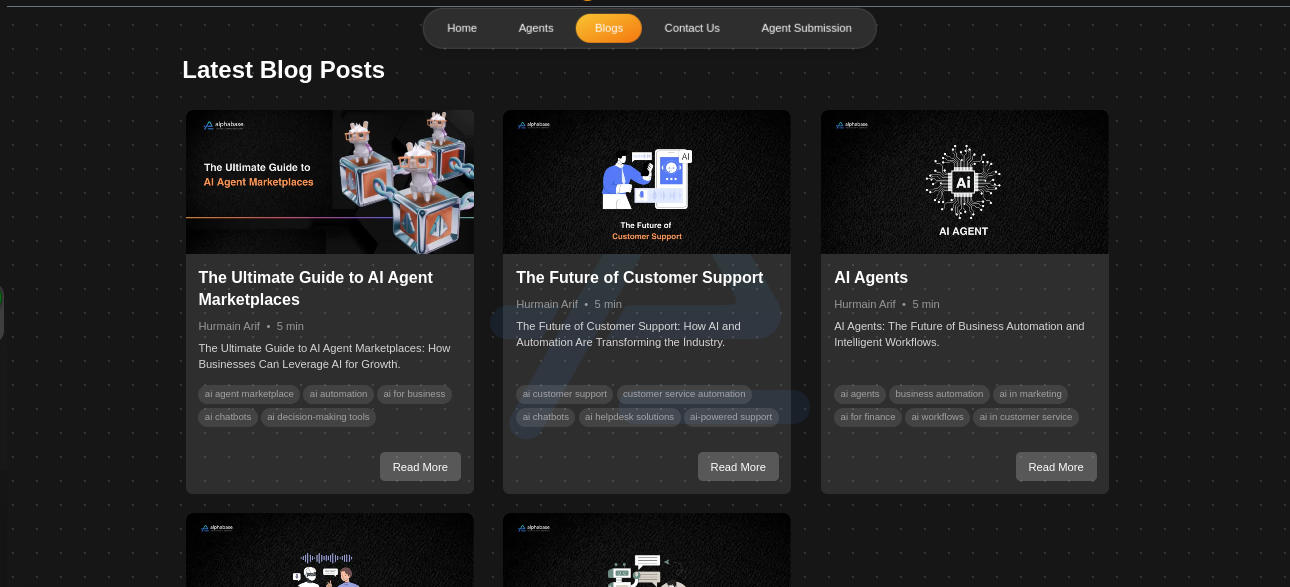 Home Agents Blogs Contact Us Agent Submission
Latest Blog Posts
alphabase
The Ultimate Guide to
AI Agent Marketplaces
The Ultimate Guide to AI Agent
Marketplaces
Hurmain Arif • 5 min
The Ultimate Guide to AI Agent Marketplaces: How
Businesses Can Leverage AI for Growth.
ai agent marketplace ai automation ai for business
ai chatbots ai decision-making tools
Read More
alphabase
AI
The Future of
Customer Support
The Future of Customer Support
Hurmain Arif • 5 min
The Future of Customer Support: How AI and
Automation Are Transforming the Industry.
ai customer support customer service automation
ai chatbots ai helpdesk solutions ai-powered support
Read More
alphabase
Ai
AI AGENT
AI Agents
Hurmain Arif • 5 min
AI Agents: The Future of Business Automation and
Intelligent Workflows.
ai agents business automation ai in marketing
ai for finance ai workflows ai in customer service
Read More
alphabase
alphabase